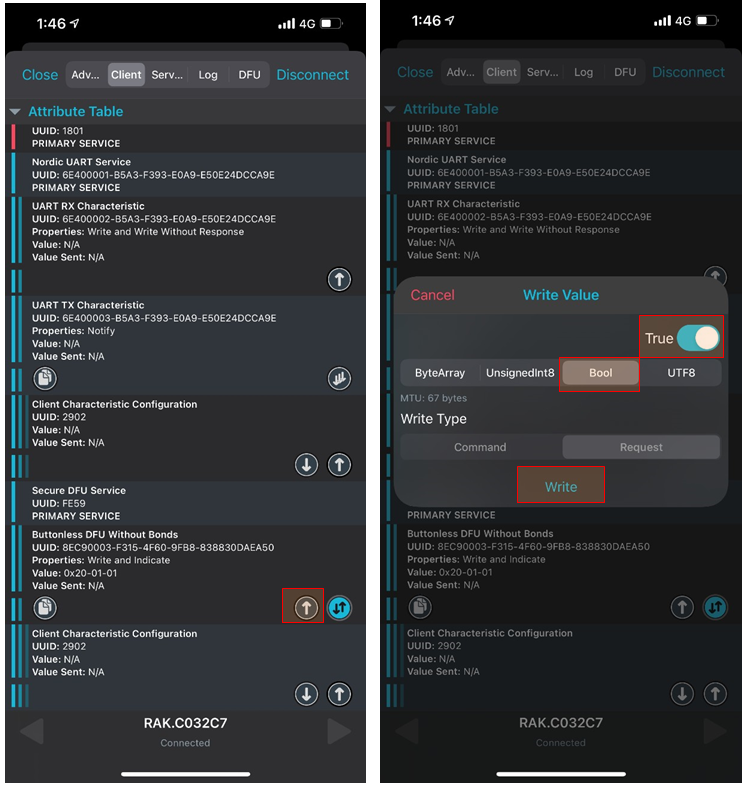 1:46
4G
Close
Adv...
Client
Serv...
Log
DFU
Disconnect
Attribute Table
UUID: 1801
PRIMARY SERVICE
Nordic UART Service
UUID: 6E400001-B5A3-F393-E0A9-E50E24DCCA9E
PRIMARY SERVICE
UART RX Characteristic
UUID: 6E400002-B5A3-F393-E0A9-E50E24DCCA9E
Properties: Write and Write Without Response
Value: N/A
Value Sent: N/A
UART TX Characteristic
UUID: 6E400003-B5A3-F393-E0A9-E50E24DCCA9E
Properties: Notify
Value: N/A
Value Sent: N/A
Client Characteristic Configuration
UUID: 2902
Value: N/A
Value Sent: N/A
Secure DFU Service
UUID: FE59
PRIMARY SERVICE
Buttonless DFU Without Bonds
UUID: 8EC90003-F315-4F60-9FB8-838830DAEA50
Properties: Write and Indicate
Value: 0x20-01-01
Value Sent: N/A
Client Characteristic Configuration
UUID: 2902
Value: N/A
Value Sent: N/A
RAK.C032C7
Connected
1:46
4G
Close
Adv...
Client
Serv...
Log
DFU
Disconnect
Attribute Table
UUID: 1801
PRIMARY SERVICE
Nordic UART Service
UUID: 6E400001-B5A3-F393-E0A9-E50E24DCCA9E
PRIMARY SERVICE
UART RX Characteristic
UUID: 6E400002-B5A3-F393-E0A9-E50E24DCCA9E
Properties: Write and Write Without Response
Value: N/A
Value Sent: N/A
Cancel
Write Value
True
ByteArray
UnsignedInt8
Bool
UTF8
MTU: 67 bytes
Write Type
Command
Request
Write
PRIMARY SERVICE
Buttonless DFU Without Bonds
UUID: 8EC90003-F315-4F60-9FB8-838830DAEA50
Properties: Write and Indicate
Value: 0x20-01-01
Value Sent: N/A
Client Characteristic Configuration
UUID: 2902
Value: N/A
Value Sent: N/A
RAK.C032C7
Connected